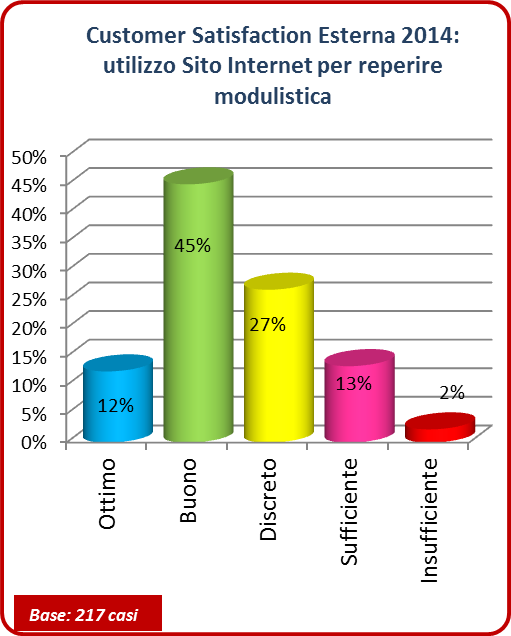 Customer Satisfaction Esterna 2014:
utilizzo Sito Internet per reperire
modulistica
50%
45%
40%
35%
30%
25%
20%
15%
10%
5%
0%
12%
45%
27%
13%
2%
Ottimo
Buono
Discreto
Sufficiente
Insufficiente
Base: 217 casi